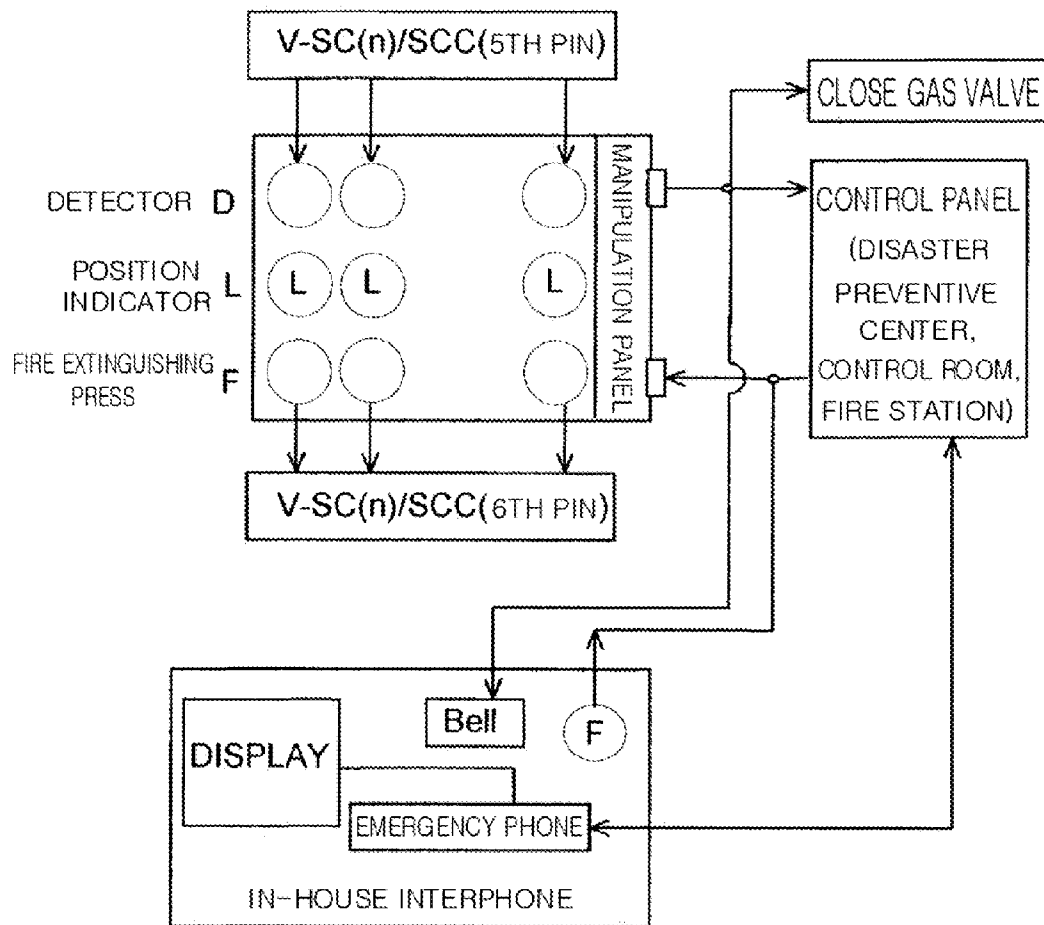 V-SC(n)/SCC(5TH PIN)
CLOSE GAS VALVE
DETECTOR D
POSITION
INDICATOR L
FIRE EXTINGUISHING
PRESS F
L L L
MANIPULATION PANEL
CONTROL PANEL
(DISASTER
PREVENTIVE
CENTER,
CONTROL ROOM,
FIRE STATION)
V-SC(n)/SCC(6TH PIN)
Bell
F
DISPLAY
EMERGENCY PHONE
IN-HOUSE INTERPHONE